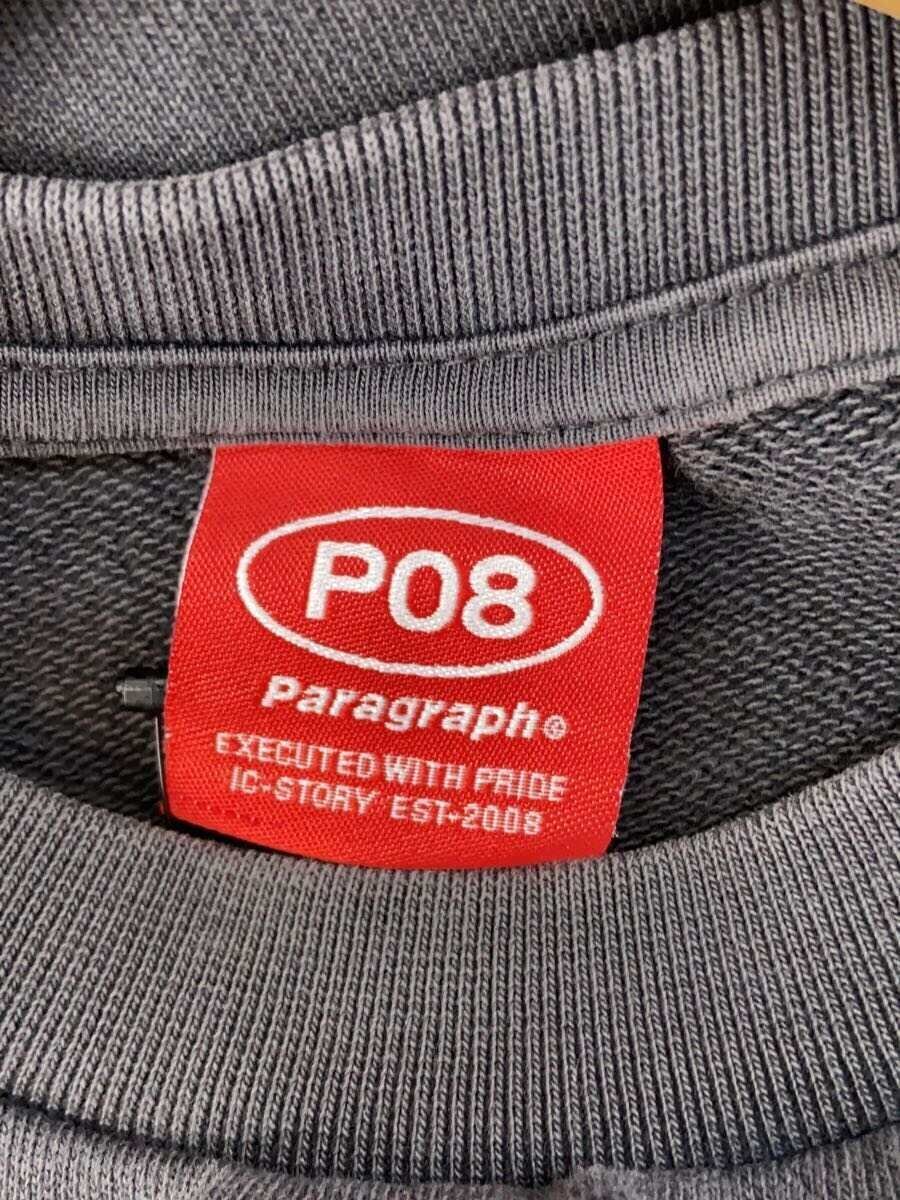 P08
Paragraph®
EXECUTED WITH PRIDE
IC-STORY EST-2008